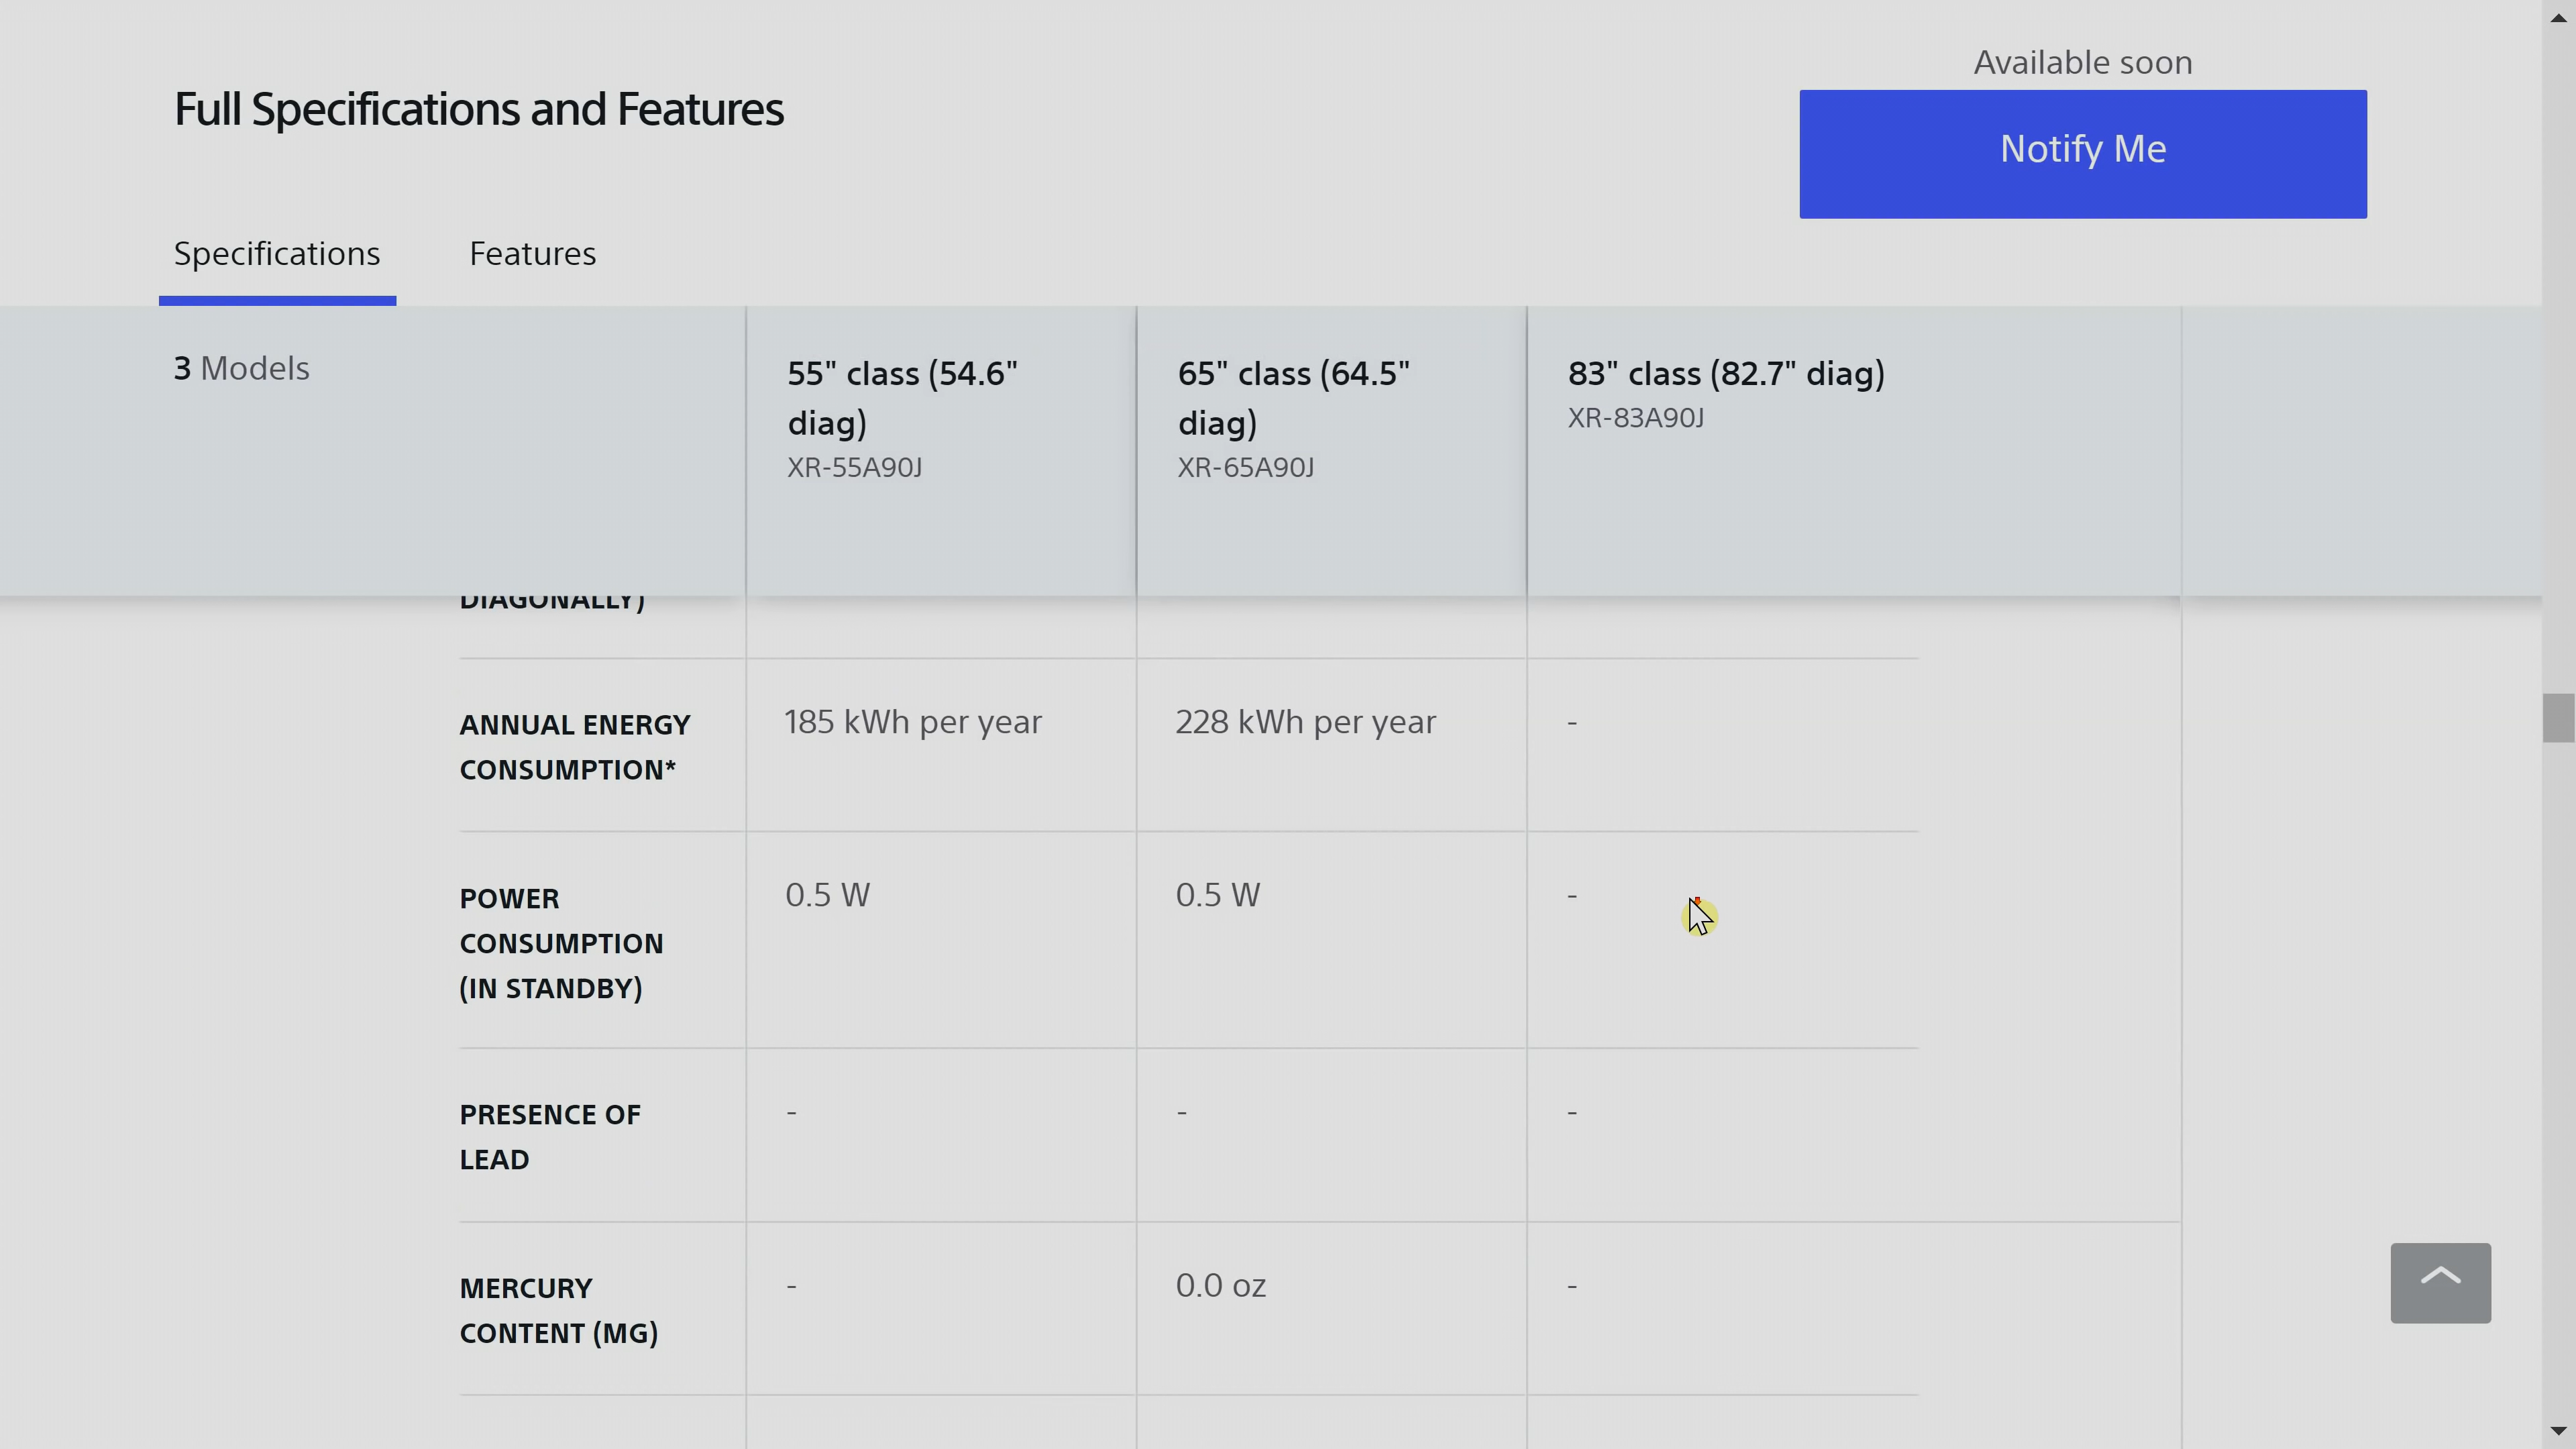 Available soon
Full Specifications and Features
Notify Me
Specifications
Features
3 Models
55" class (54.6"
diag)
XR-55A90J
65" class (64.5"
diag)
XR-65A90J
83" class (82.7" diag)
XR-83A90J
DIAGONALLY)
ANNUAL ENERGY
CONSUMPTION*
185 kWh per year
228 kWh per year
-
POWER
CONSUMPTION
(IN STANDBY)
0.5 W
0.5 W
-
PRESENCE OF
LEAD
-
-
-
MERCURY
CONTENT (MG)
-
0.0 oz
-